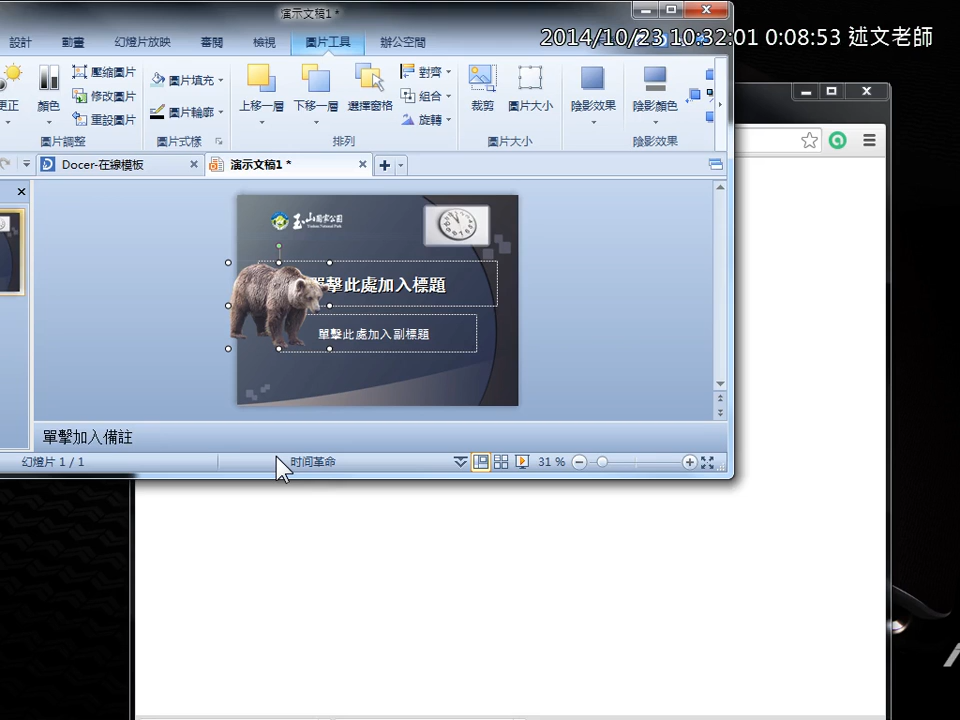 演示文稿1 *
2014/10/23 10:32:01 0:08:53 述文老師
設計 動畫 幻燈片放映 審閱 檢視 圖片工具 辦公空間
更正 顏色 壓縮圖片 修改圖片 重設圖片
圖片填充 圖片輪廓
上移一層 下移一層 選擇窗格 對齊 組合 旋轉
裁剪 圖片大小 陰影效果 陰影顏色
圖片調整 圖片式樣 排列 圖片大小 陰影效果
Docer-在線模板 演示文稿1 *
玉山國家公園
單擊此處加入標題
單擊此處加入副標題
單擊加入備註
幻燈片 1 / 1 时间革命 31 %